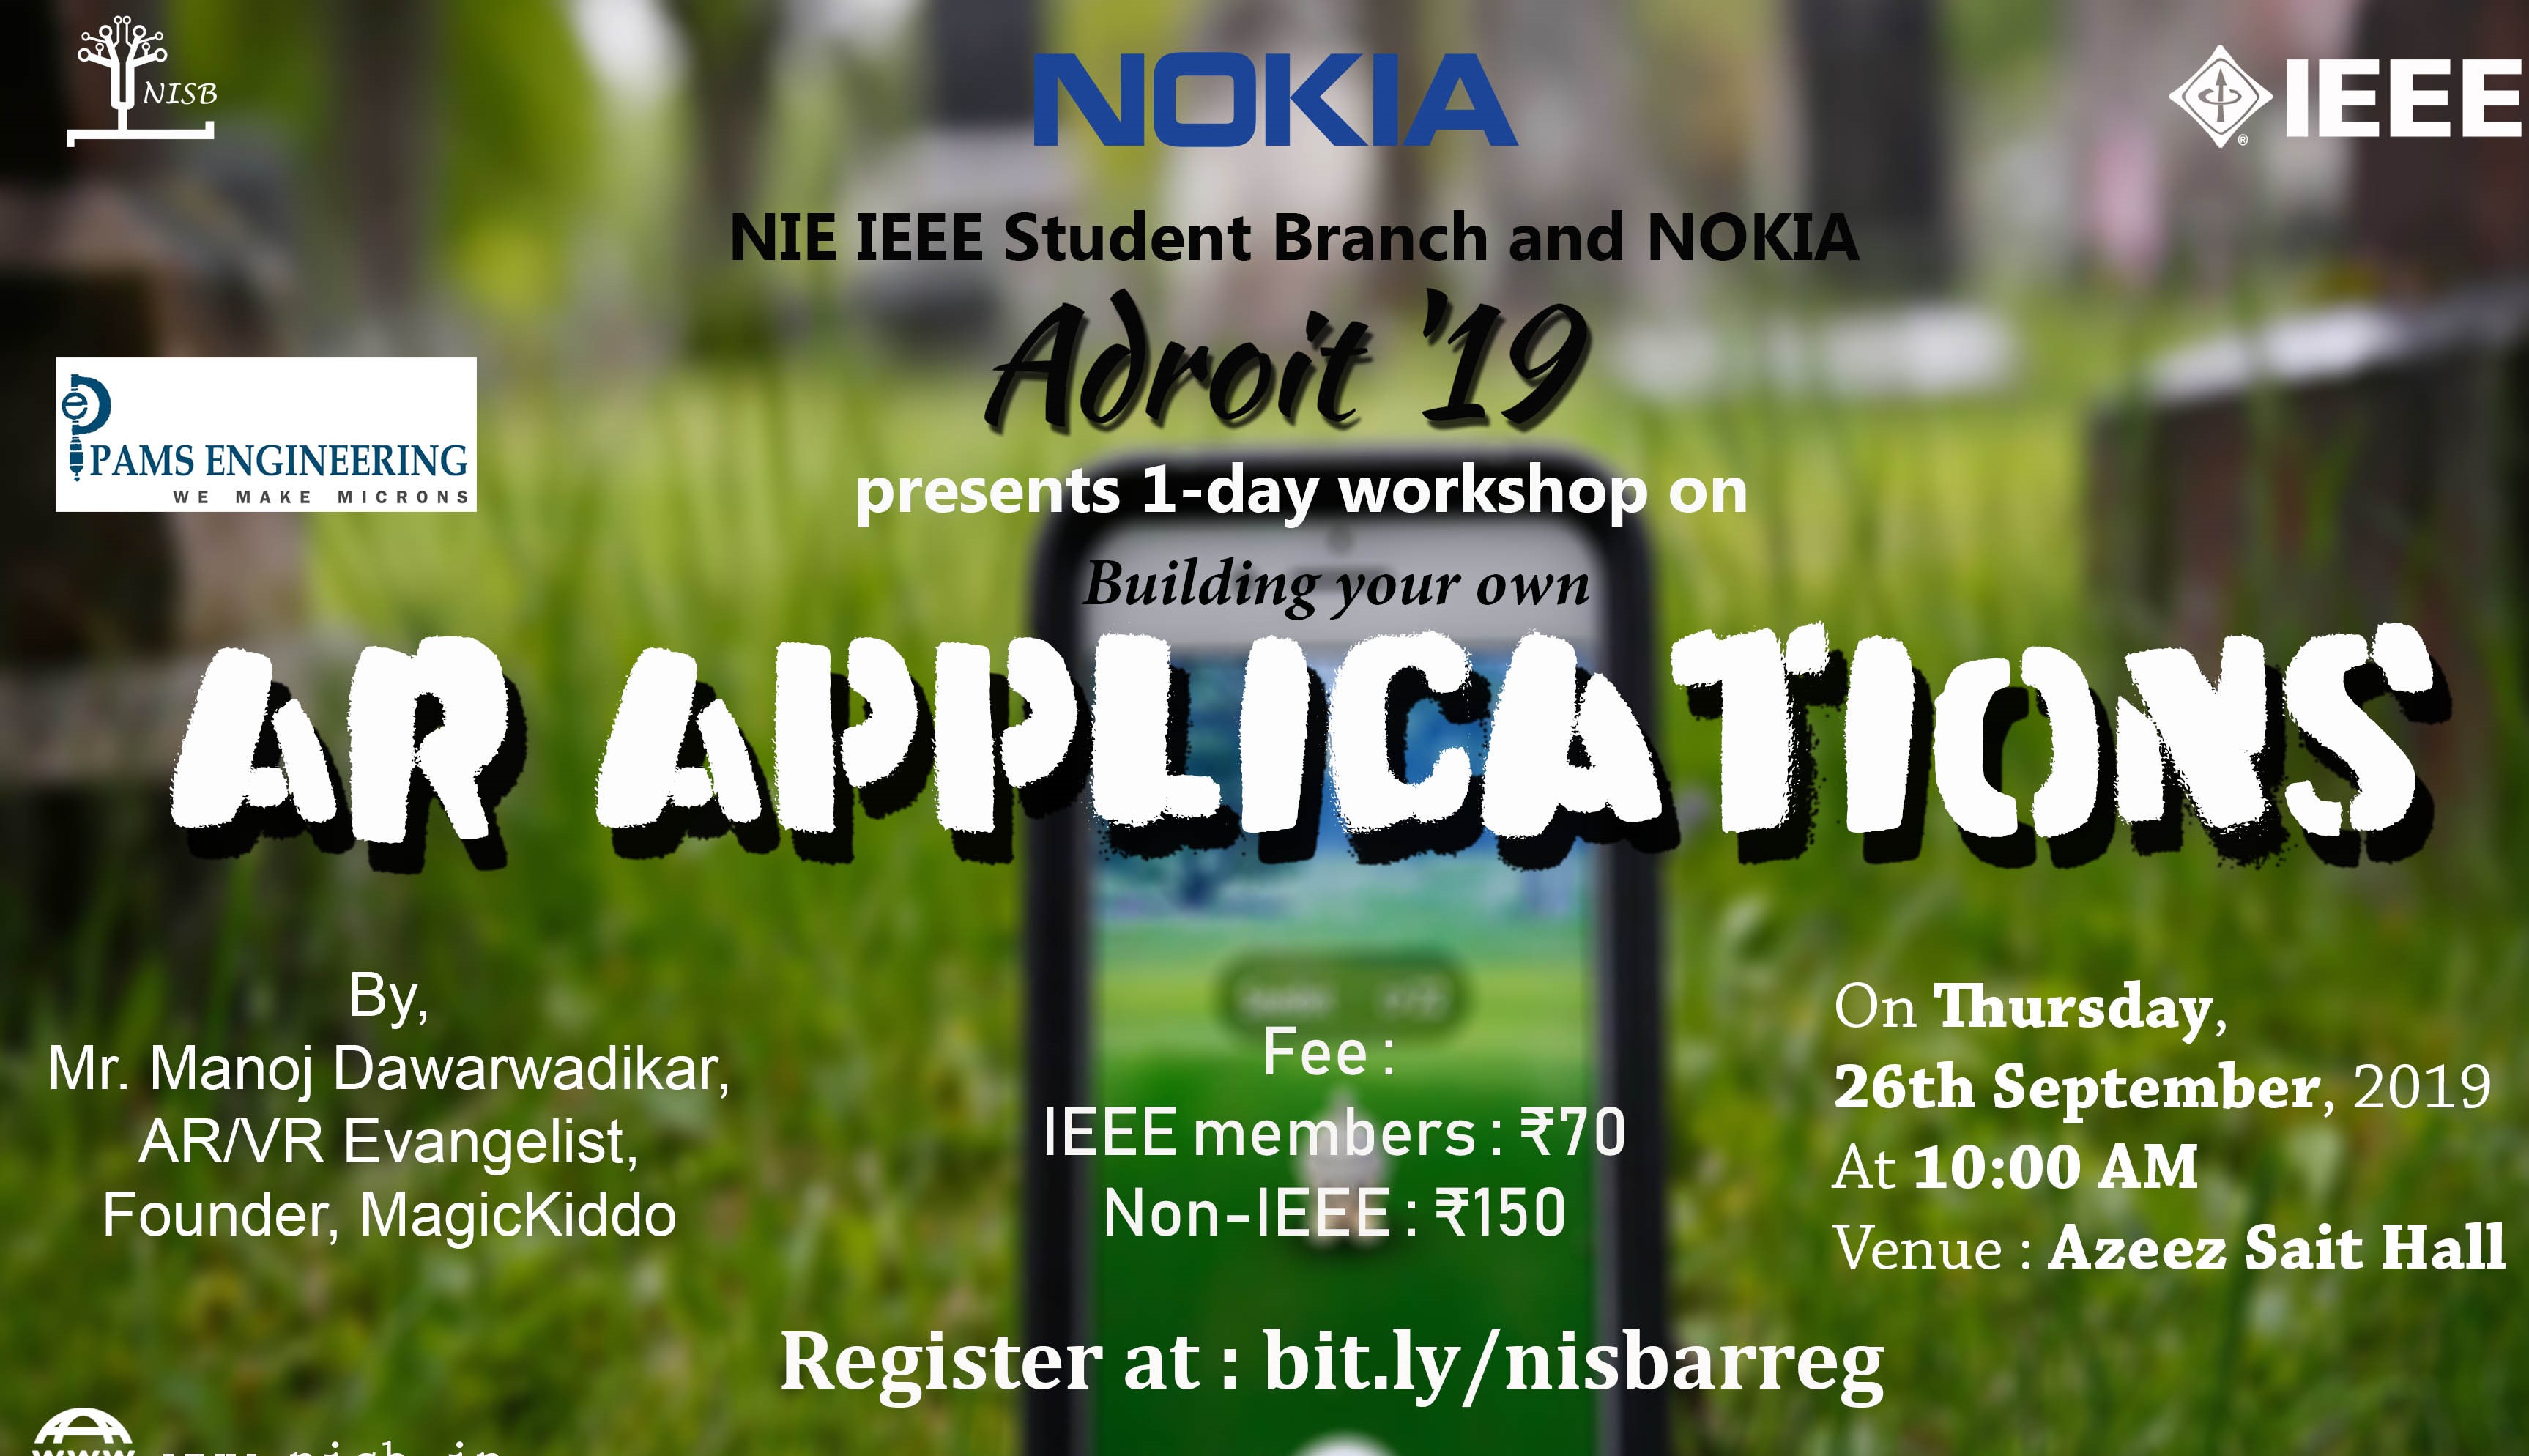 NISB
NOKIA
IEEE
NIE IEEE Student Branch and NOKIA
Adroit '19
PAMS ENGINEERING
WE MAKE MICRONS
presents 1-day workshop on
Building your own
AR APPLICATIONS
By,
Mr. Manoj Dawarwadikar,
AR/VR Evangelist,
Founder, MagicKiddo
Fee :
IEEE members : ₹70
Non-IEEE : ₹150
On Thursday,
26th September, 2019
At 10:00 AM
Venue : Azeez Sait Hall
Register at : bit.ly/nisbarreg